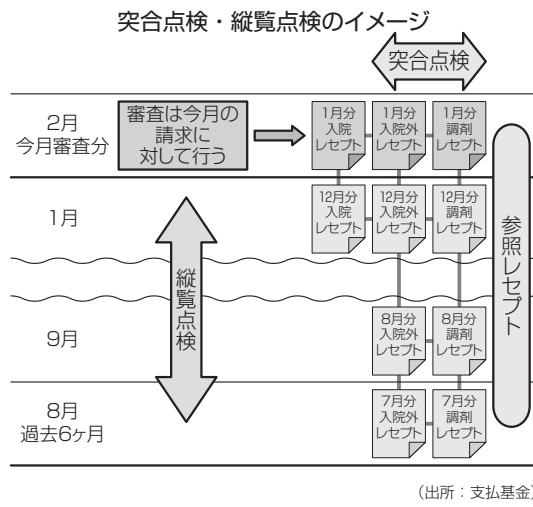 突合点検・縦覧点検のイメージ
突合点検
2月
今月審査分
審査は今月の
請求に
対して行う
1月分
入院
レセプト
1月分
入院外
レセプト
1月分
調剤
レセプト
1月
12月分
入院
レセプト
12月分
入院外
レセプト
12月分
調剤
レセプト
縦覧点検
参照レセプト
9月
8月分
入院外
レセプト
8月分
調剤
レセプト
8月
過去6ヶ月
7月分
入院外
レセプト
7月分
調剤
レセプト
(出所:支払基金)